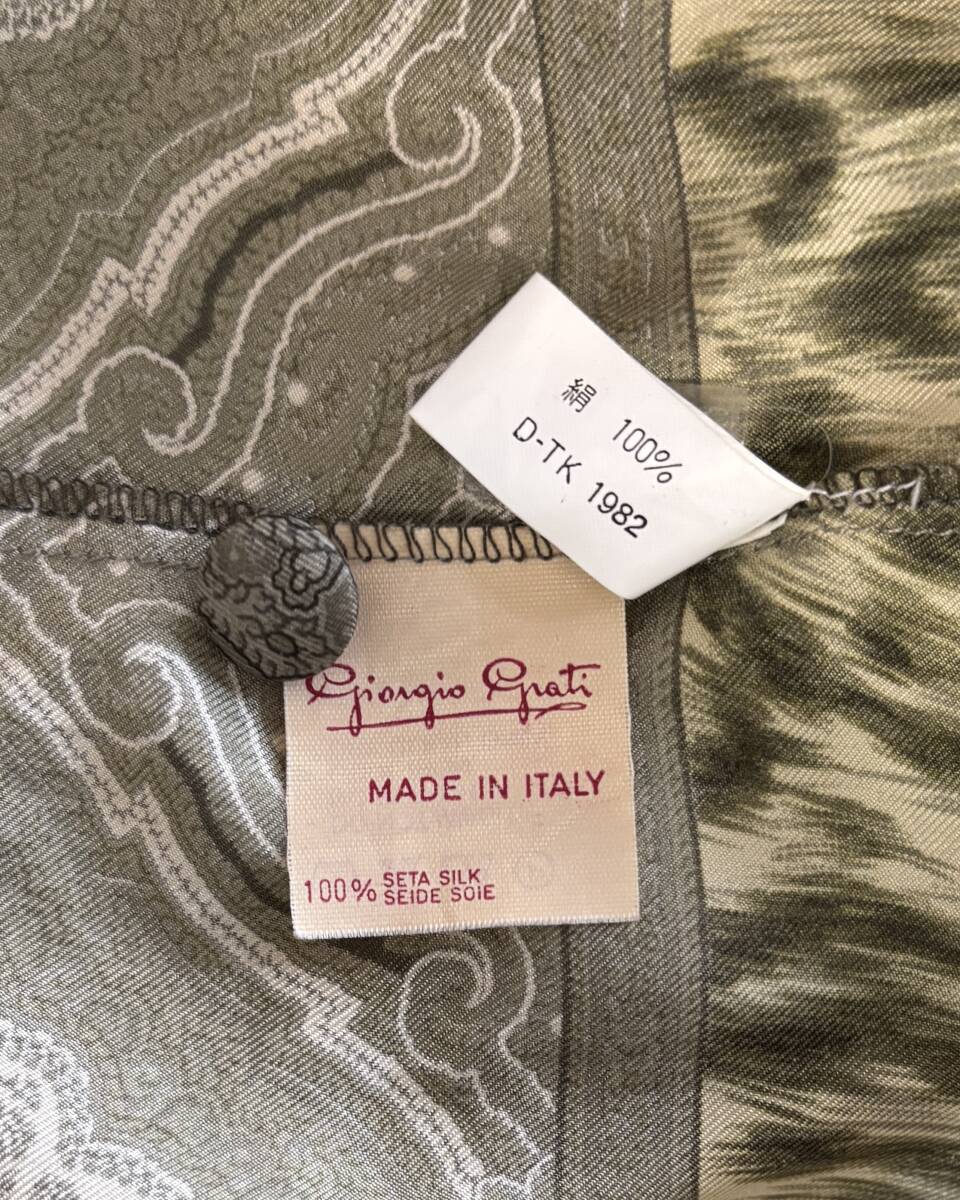 絹 100%
D-TK 1982
Giorgio Grati
MADE IN ITALY
100% SETA SILK
SEIDE SOIE